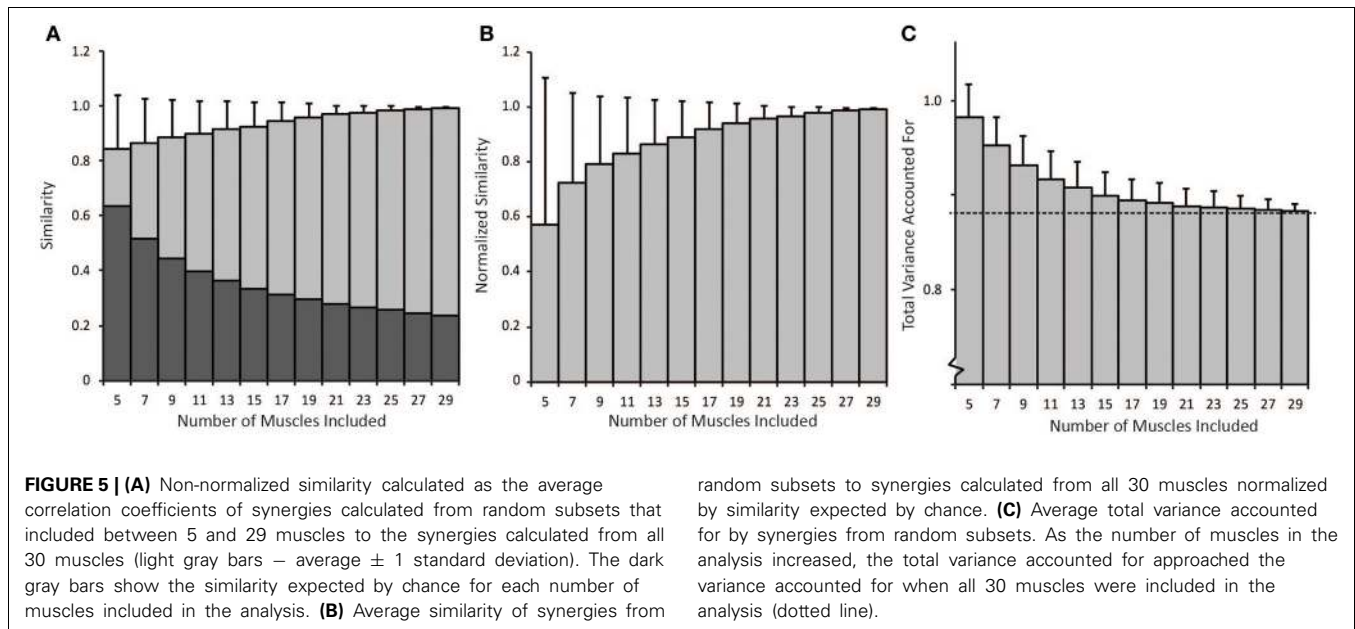 A
1.2
1.0
0.8
0.6
0.4
0.2
0
Similarity
5 7 9 11 13 15 17 19 21 23 25 27 29
Number of Muscles Included
B
1.2
1.0
0.8
0.6
0.4
0.2
0
Normalized Similarity
5 7 9 11 13 15 17 19 21 23 25 27 29
Number of Muscles Included
C
1.0
0.8
Total Variance Accounted For
5 7 9 11 13 15 17 19 21 23 25 27 29
Number of Muscles Included
FIGURE 5 | (A) Non-normalized similarity calculated as the average
correlation coefficients of synergies calculated from random subsets that
included between 5 and 29 muscles to the synergies calculated from all
30 muscles (light gray bars – average ± 1 standard deviation). The dark
gray bars show the similarity expected by chance for each number of
muscles included in the analysis. (B) Average similarity of synergies from
random subsets to synergies calculated from all 30 muscles normalized
by similarity expected by chance. (C) Average total variance accounted
for by synergies from random subsets. As the number of muscles in the
analysis increased, the total variance accounted for approached the
variance accounted for when all 30 muscles were included in the
analysis (dotted line).